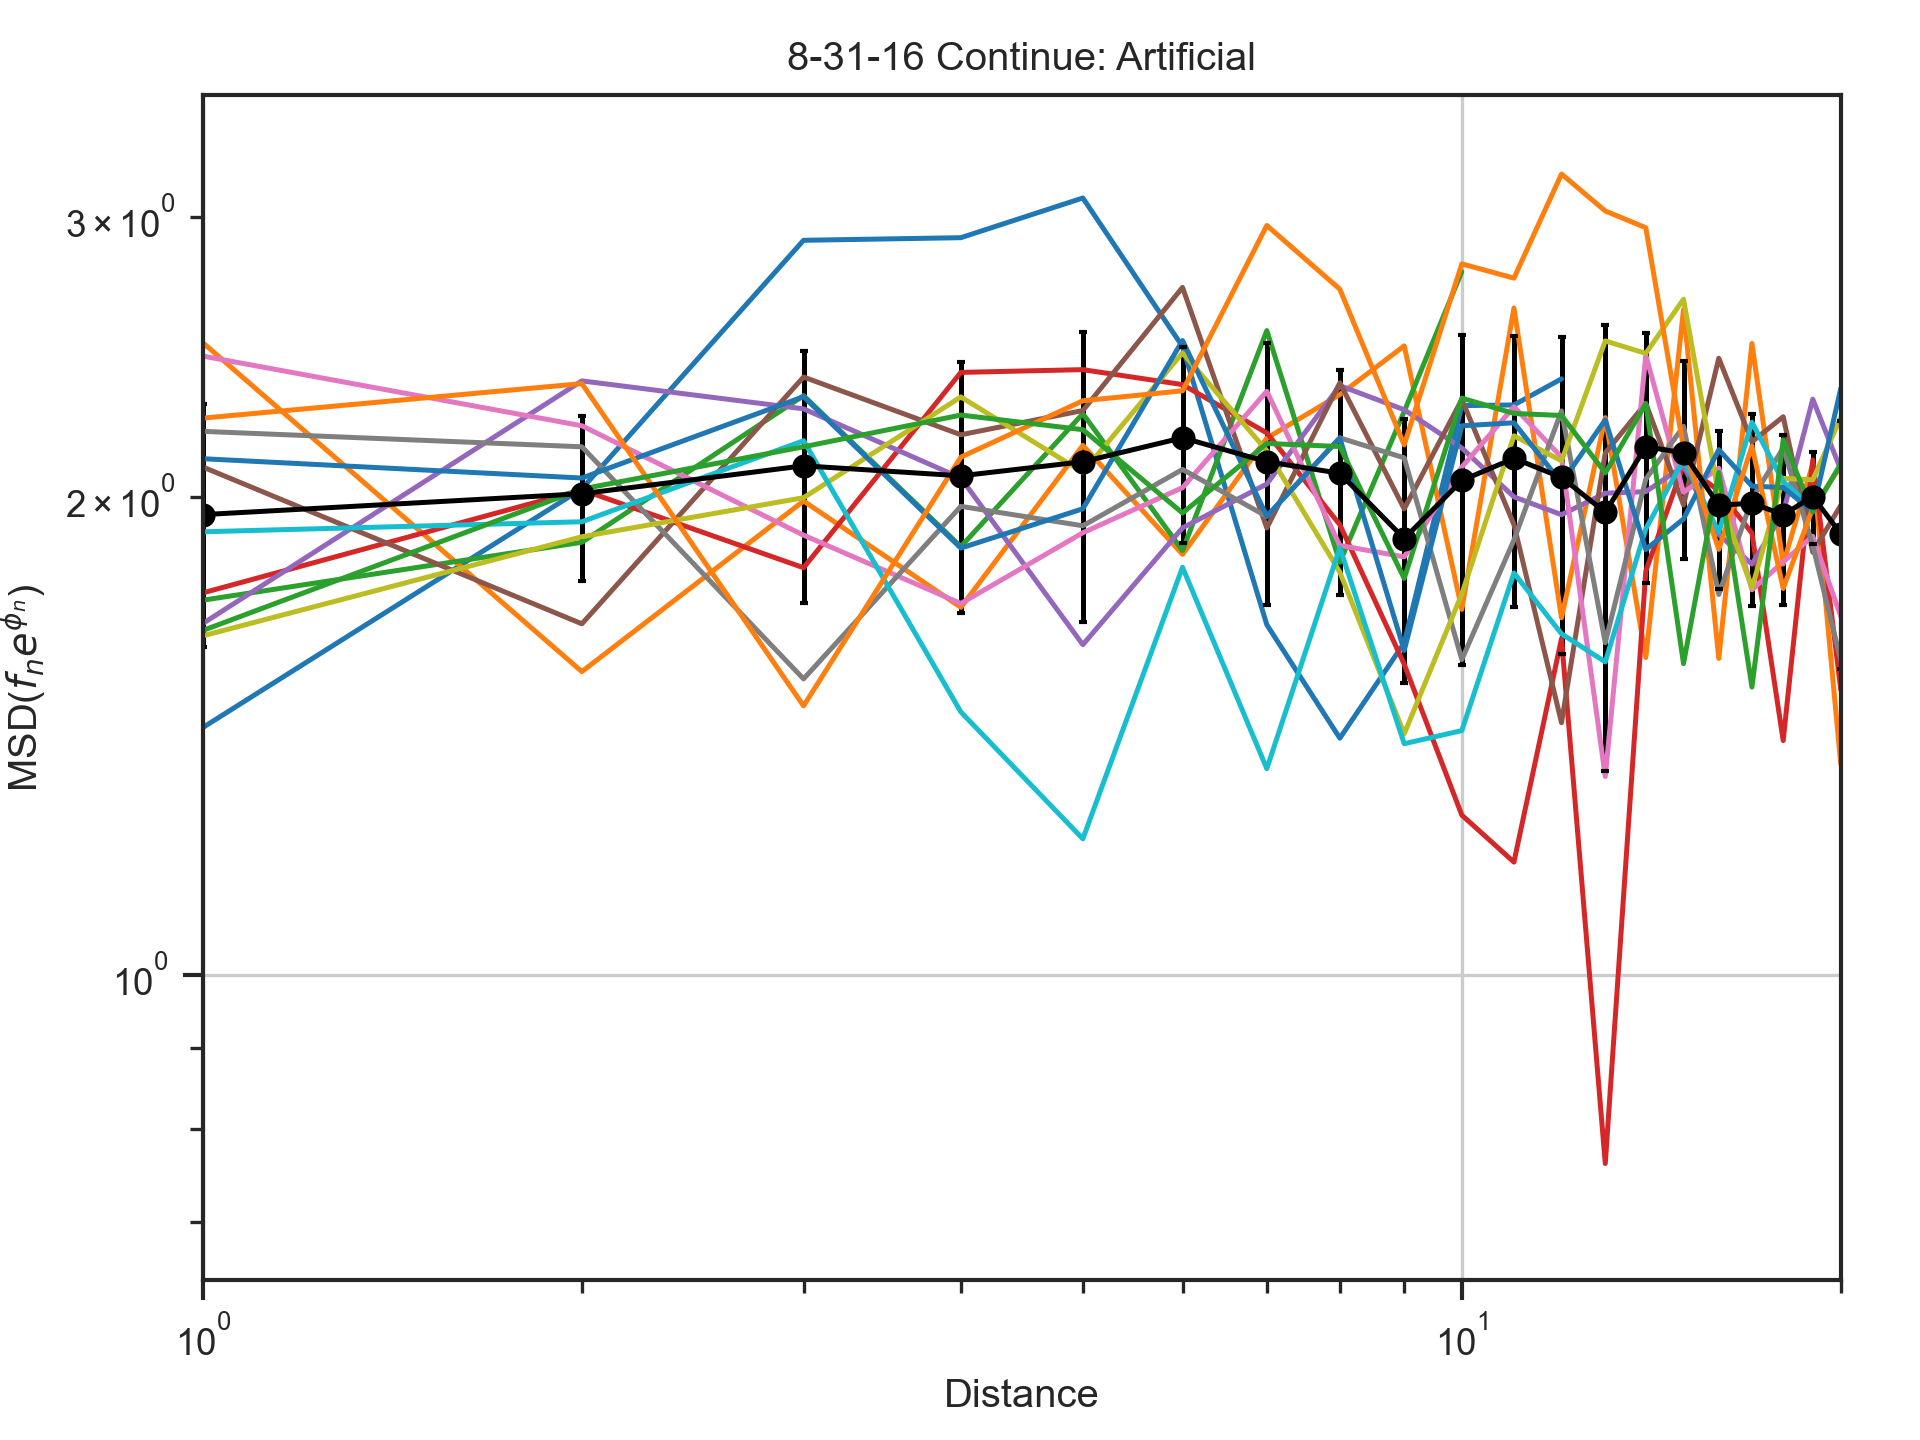 8-31-16 Continue: Artificial
3 × 10⁰
2 × 10⁰
10⁰
MSD(fₙe^ϕₙ)
10⁰ 10¹
Distance